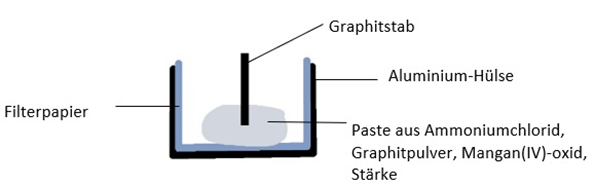 Graphitstab
Aluminium-Hülse
Filterpapier
Paste aus Ammoniumchlorid,
Graphitpulver, Mangan(IV)-oxid,
Stärke